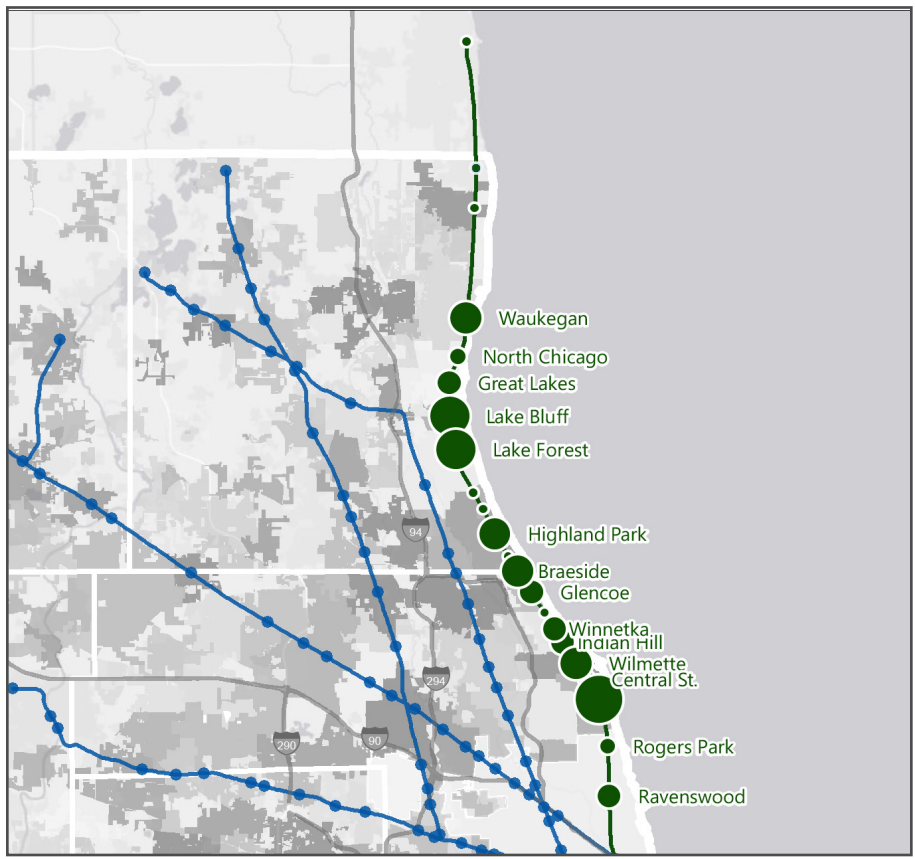 Waukegan
North Chicago
Great Lakes
Lake Bluff
Lake Forest
94
Highland Park
Braeside
Glencoe
Winnetka
Indian Hill
Wilmette
294
Central St.
290
90
Rogers Park
Ravenswood